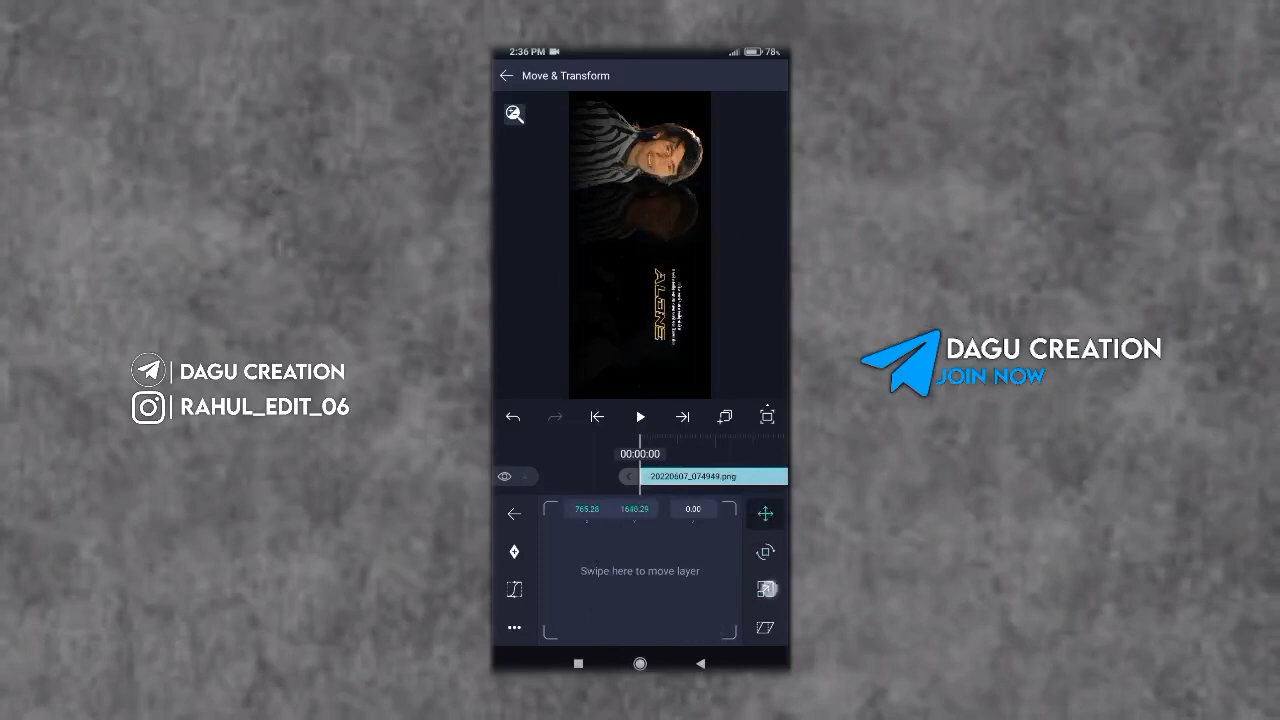 2:36 PM
78%
Move & Transform
ALONE
00:00:00
20220607_074949.png
765.28 1640.29 0.00
Swipe here to move layer
| DAGU CREATION
| RAHUL_EDIT_06
DAGU CREATION
JOIN NOW